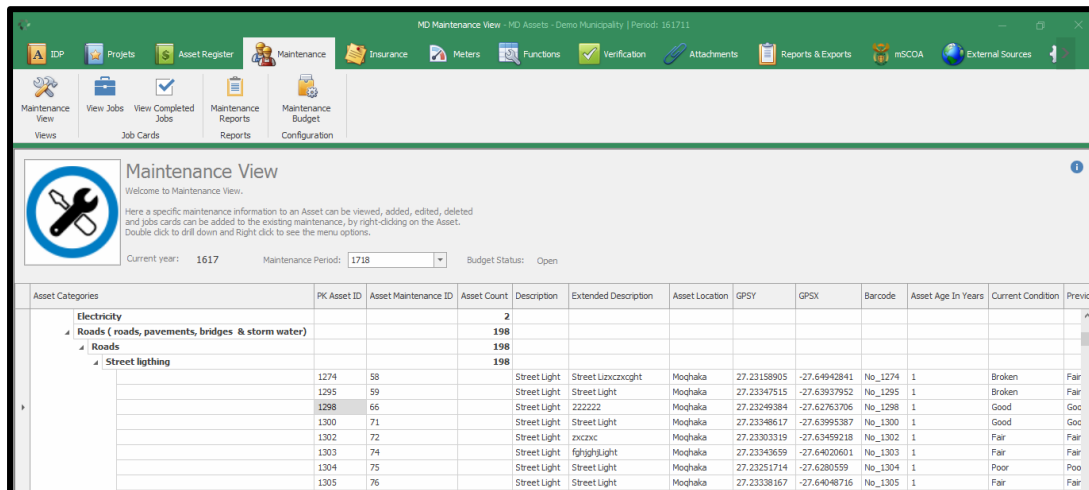 MD Maintenance View - MD Assets - Demo Municipality | Period: 161711
IDP Projets Asset Register Maintenance Insurance Meters Functions Verification Attachments Reports & Exports mSCOA External Sources
Maintenance View View Jobs View Completed Jobs Maintenance Reports Maintenance Budget
Views Job Cards Reports Configuration
Maintenance View
Welcome to Maintenance View.
Here a specific maintenance information to an Asset can be viewed, added, edited, deleted
and jobs cards can be added to the existing maintenance, by right-clicking on the Asset.
Double click to drill down and Right click to see the menu options.
Current year: 1617 Maintenance Period: 1718 Budget Status: Open
Asset Categories PK Asset ID Asset Maintenance ID Asset Count Description Extended Description Asset Location GPSY GPSX Barcode Asset Age In Years Current Condition Previo
Electricity 2
Roads ( roads, pavements, bridges & storm water) 198
Roads 198
Street ligthing 198
1274 58 Street Light Street Lizxczxcght Moqhaka 27.23158905 -27.64942841 No_1274 1 Broken Fair
1295 59 Street Light Street Light Moqhaka 27.23347515 -27.63937952 No_1295 1 Broken Fair
1298 66 Street Light 222222 Moqhaka 27.23249384 -27.62763706 No_1298 1 Good Goo
1300 71 Street Light Street Light Moqhaka 27.23348617 -27.63995387 No_1300 1 Good Goo
1302 72 Street Light zxczxc Moqhaka 27.23303319 -27.63459218 No_1302 1 Fair Fair
1303 74 Street Light fghjghjLight Moqhaka 27.23343659 -27.64020601 No_1303 1 Fair Fair
1304 75 Street Light Street Light Moqhaka 27.23251714 -27.6280559 No_1304 1 Poor Poo
1305 76 Street Light Street Light Moqhaka 27.23338167 -27.64048716 No_1305 1 Fair Fair